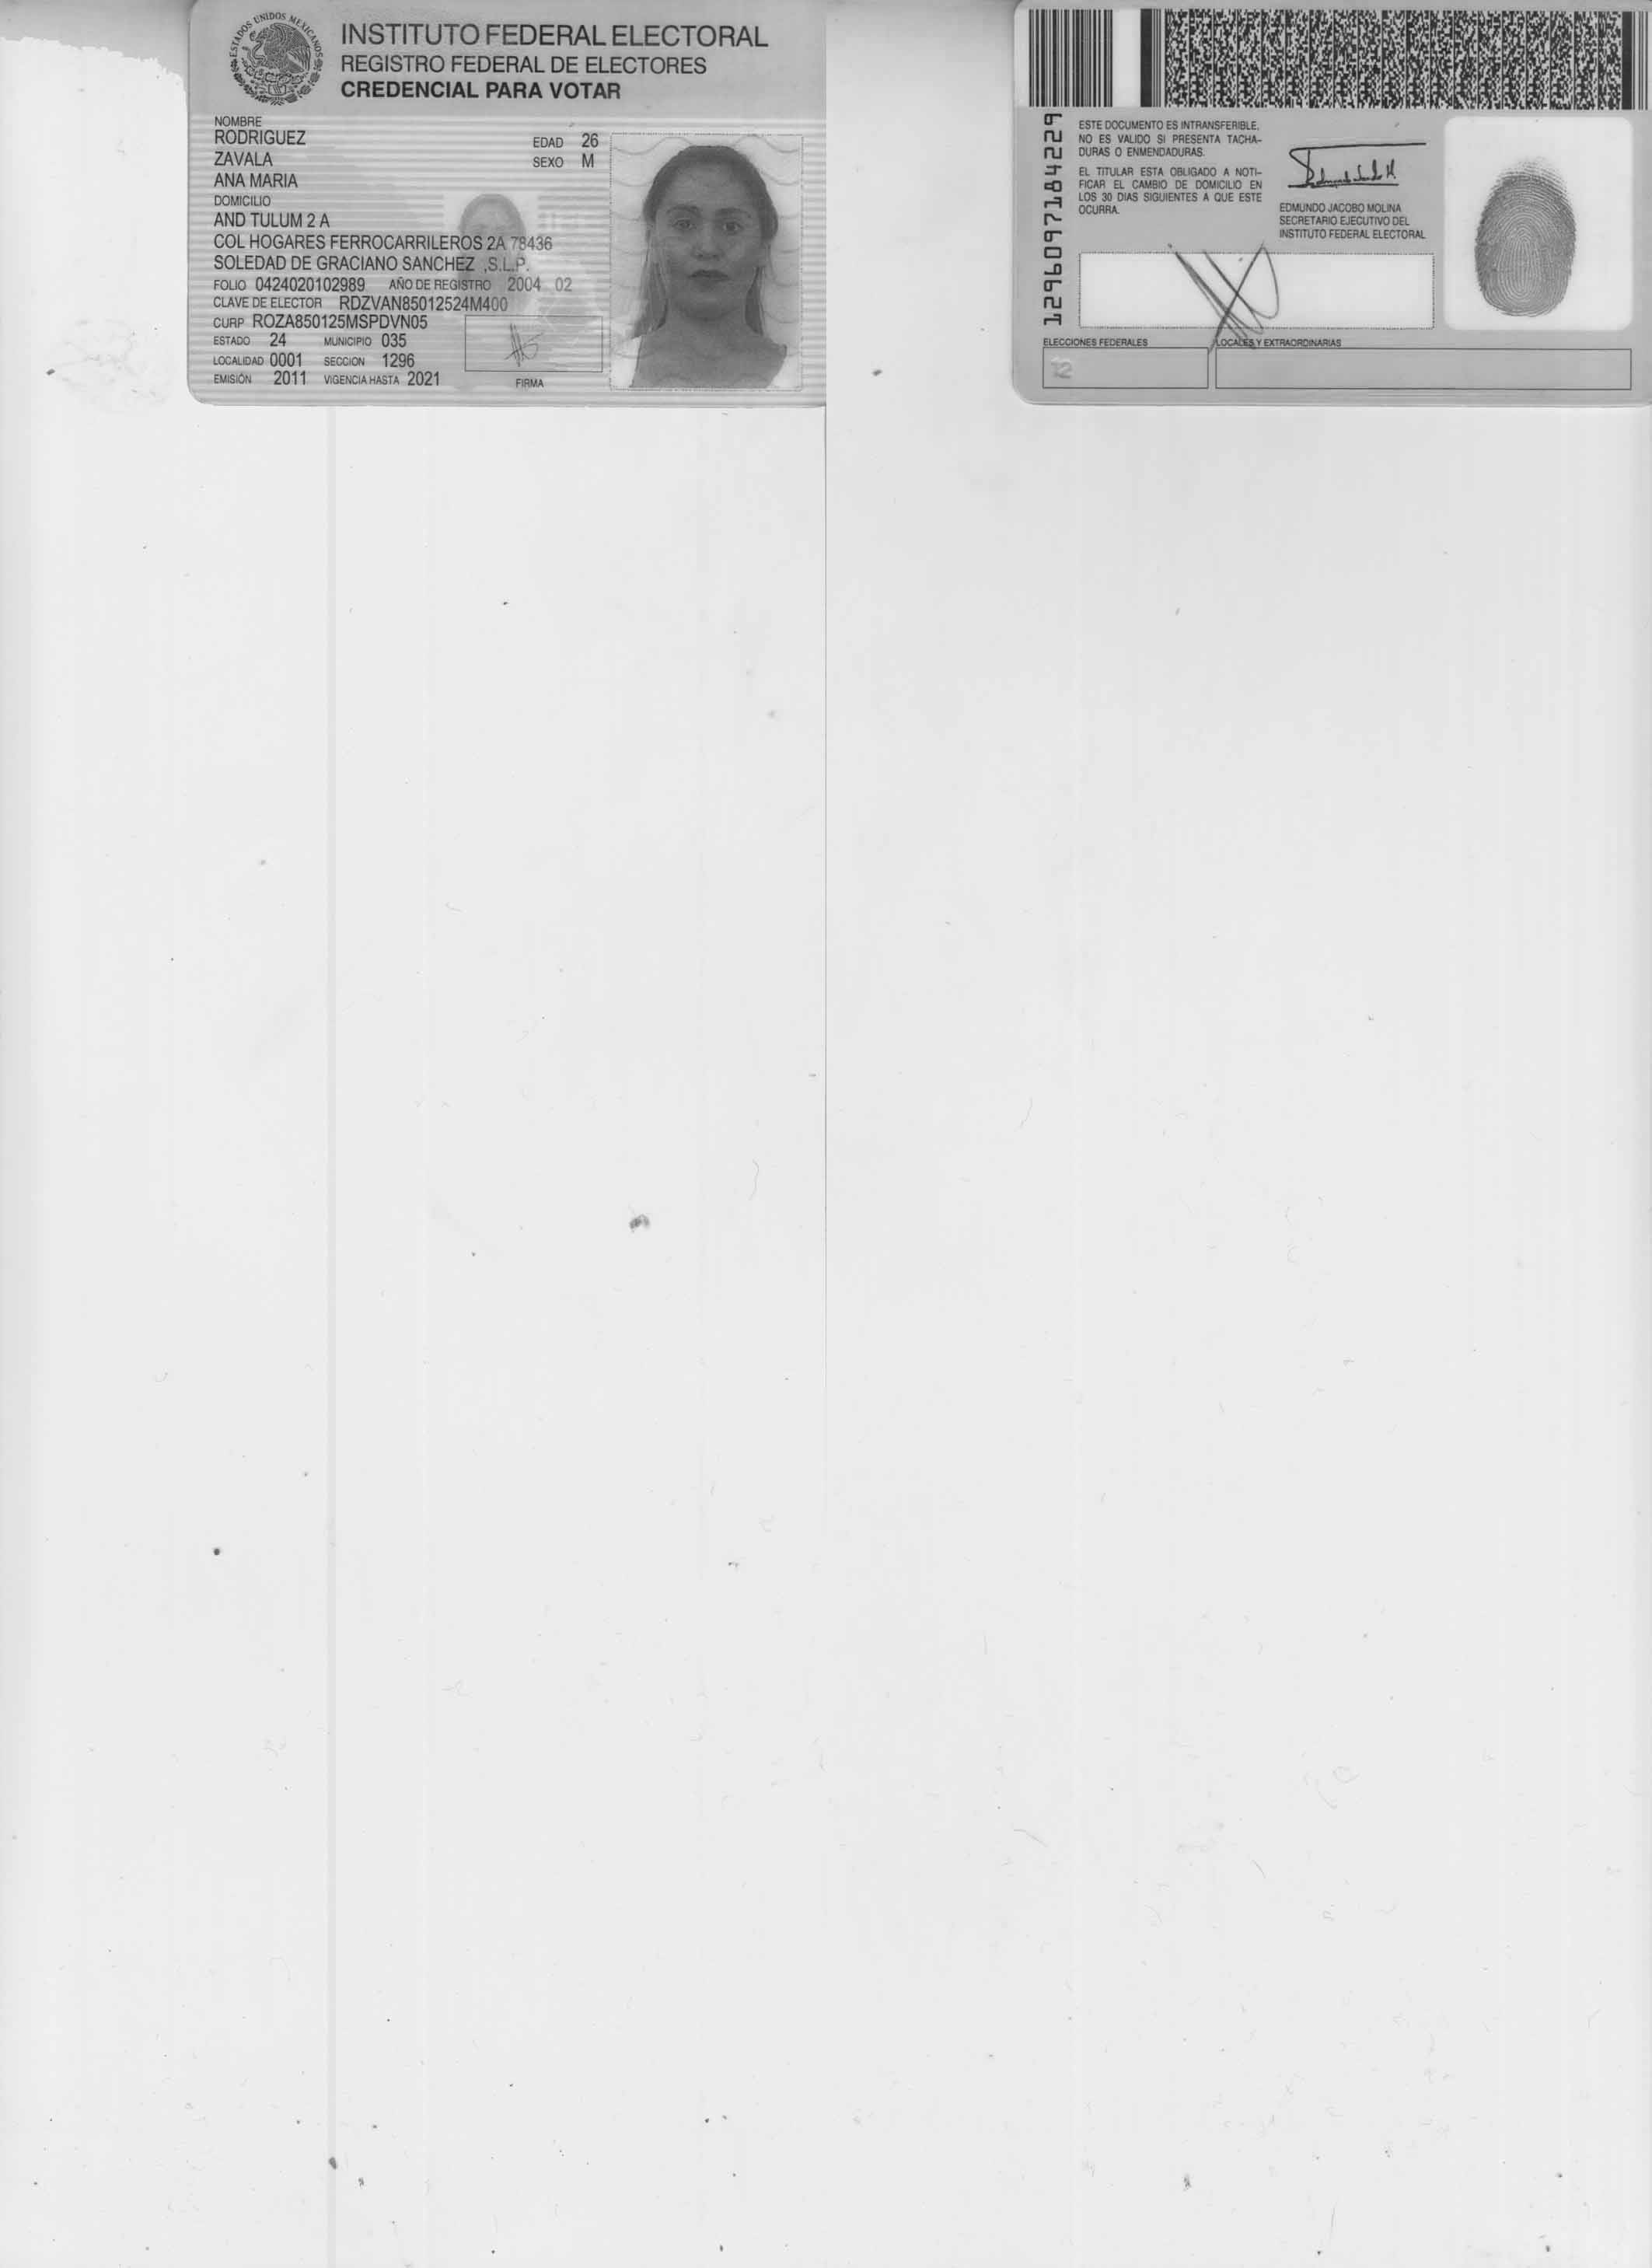 ESTADOS UNIDOS MEXICANOS
INSTITUTO FEDERAL ELECTORAL
REGISTRO FEDERAL DE ELECTORES
CREDENCIAL PARA VOTAR
NOMBRE
RODRIGUEZ
ZAVALA
ANA MARIA
EDAD 26
SEXO M
DOMICILIO
AND TULUM 2 A
COL HOGARES FERROCARRILEROS 2A 78436
SOLEDAD DE GRACIANO SANCHEZ ,S.L.P.
FOLIO 0424020102989 AÑO DE REGISTRO 2004 02
CLAVE DE ELECTOR RDZVAN85012524M400
CURP ROZA850125MSPDVN05
ESTADO 24 MUNICIPIO 035
LOCALIDAD 0001 SECCION 1296
EMISIÓN 2011 VIGENCIA HASTA 2021
FIRMA
1296097184229
ESTE DOCUMENTO ES INTRANSFERIBLE,
NO ES VALIDO SI PRESENTA TACHA-
DURAS O ENMENDADURAS.
EL TITULAR ESTA OBLIGADO A NOTI-
FICAR EL CAMBIO DE DOMICILIO EN
LOS 30 DIAS SIGUIENTES A QUE ESTE
OCURRA.
EDMUNDO JACOBO MOLINA
SECRETARIO EJECUTIVO DEL
INSTITUTO FEDERAL ELECTORAL
ELECCIONES FEDERALES
LOCALES Y EXTRAORDINARIAS
12